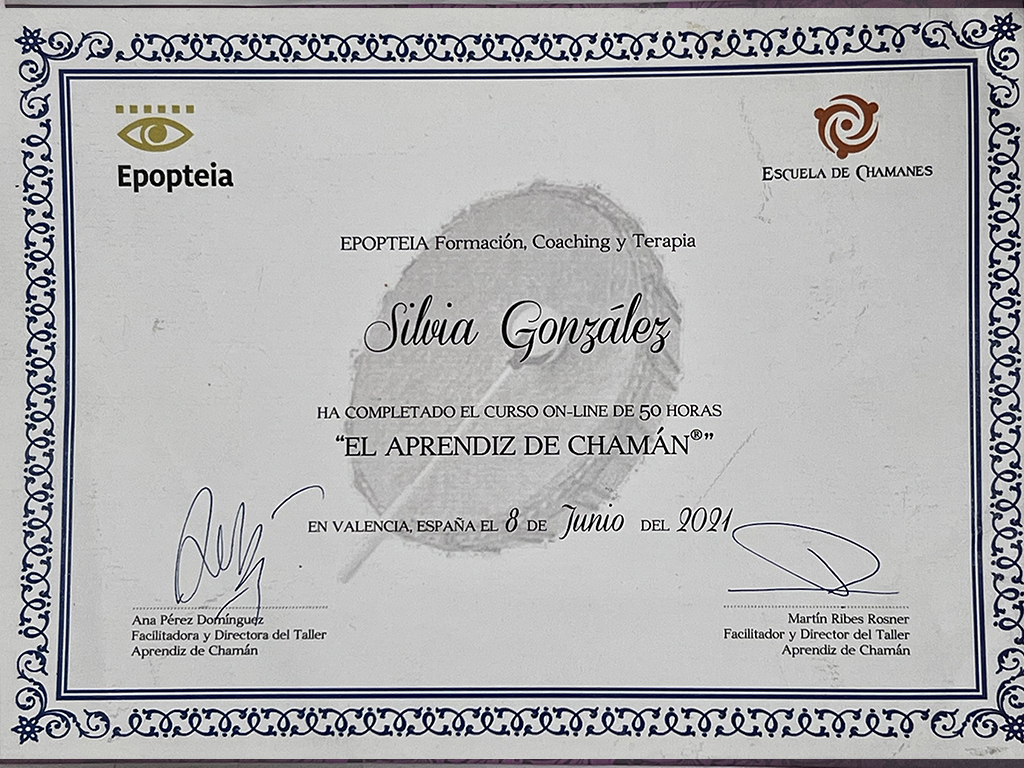 Epopteia
ESCUELA DE CHAMANES
EPOPTEIA Formación, Coaching y Terapia
Silvia González
HA COMPLETADO EL CURSO ON-LINE DE 50 HORAS
“EL APRENDIZ DE CHAMÁN®”
EN VALENCIA, ESPAÑA EL 8 DE Junio DEL 2021
Ana Pérez Domínguez
Facilitadora y Directora del Taller
Aprendiz de Chamán
Martín Ribes Rosner
Facilitador y Director del Taller
Aprendiz de Chamán